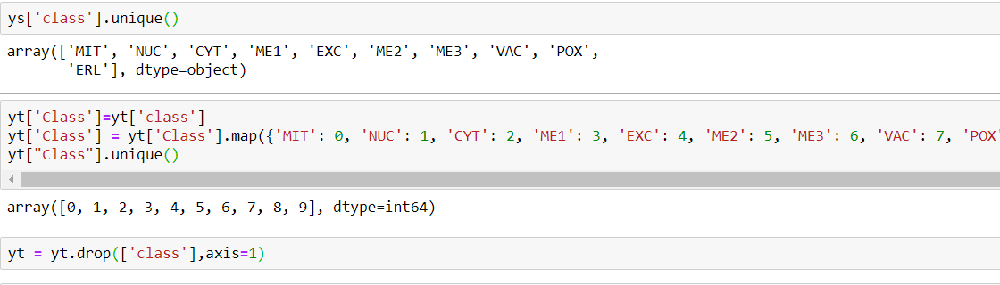 ys['class'].unique()
array(['MIT', 'NUC', 'CYT', 'ME1', 'EXC', 'ME2', 'ME3', 'VAC', 'POX',
'ERL'], dtype=object)
yt['Class']=yt['class']
yt['Class'] = yt['Class'].map({'MIT': 0, 'NUC': 1, 'CYT': 2, 'ME1': 3, 'EXC': 4, 'ME2': 5, 'ME3': 6, 'VAC': 7, 'POX'
yt["Class"].unique()
array([0, 1, 2, 3, 4, 5, 6, 7, 8, 9], dtype=int64)
yt = yt.drop(['class'],axis=1)